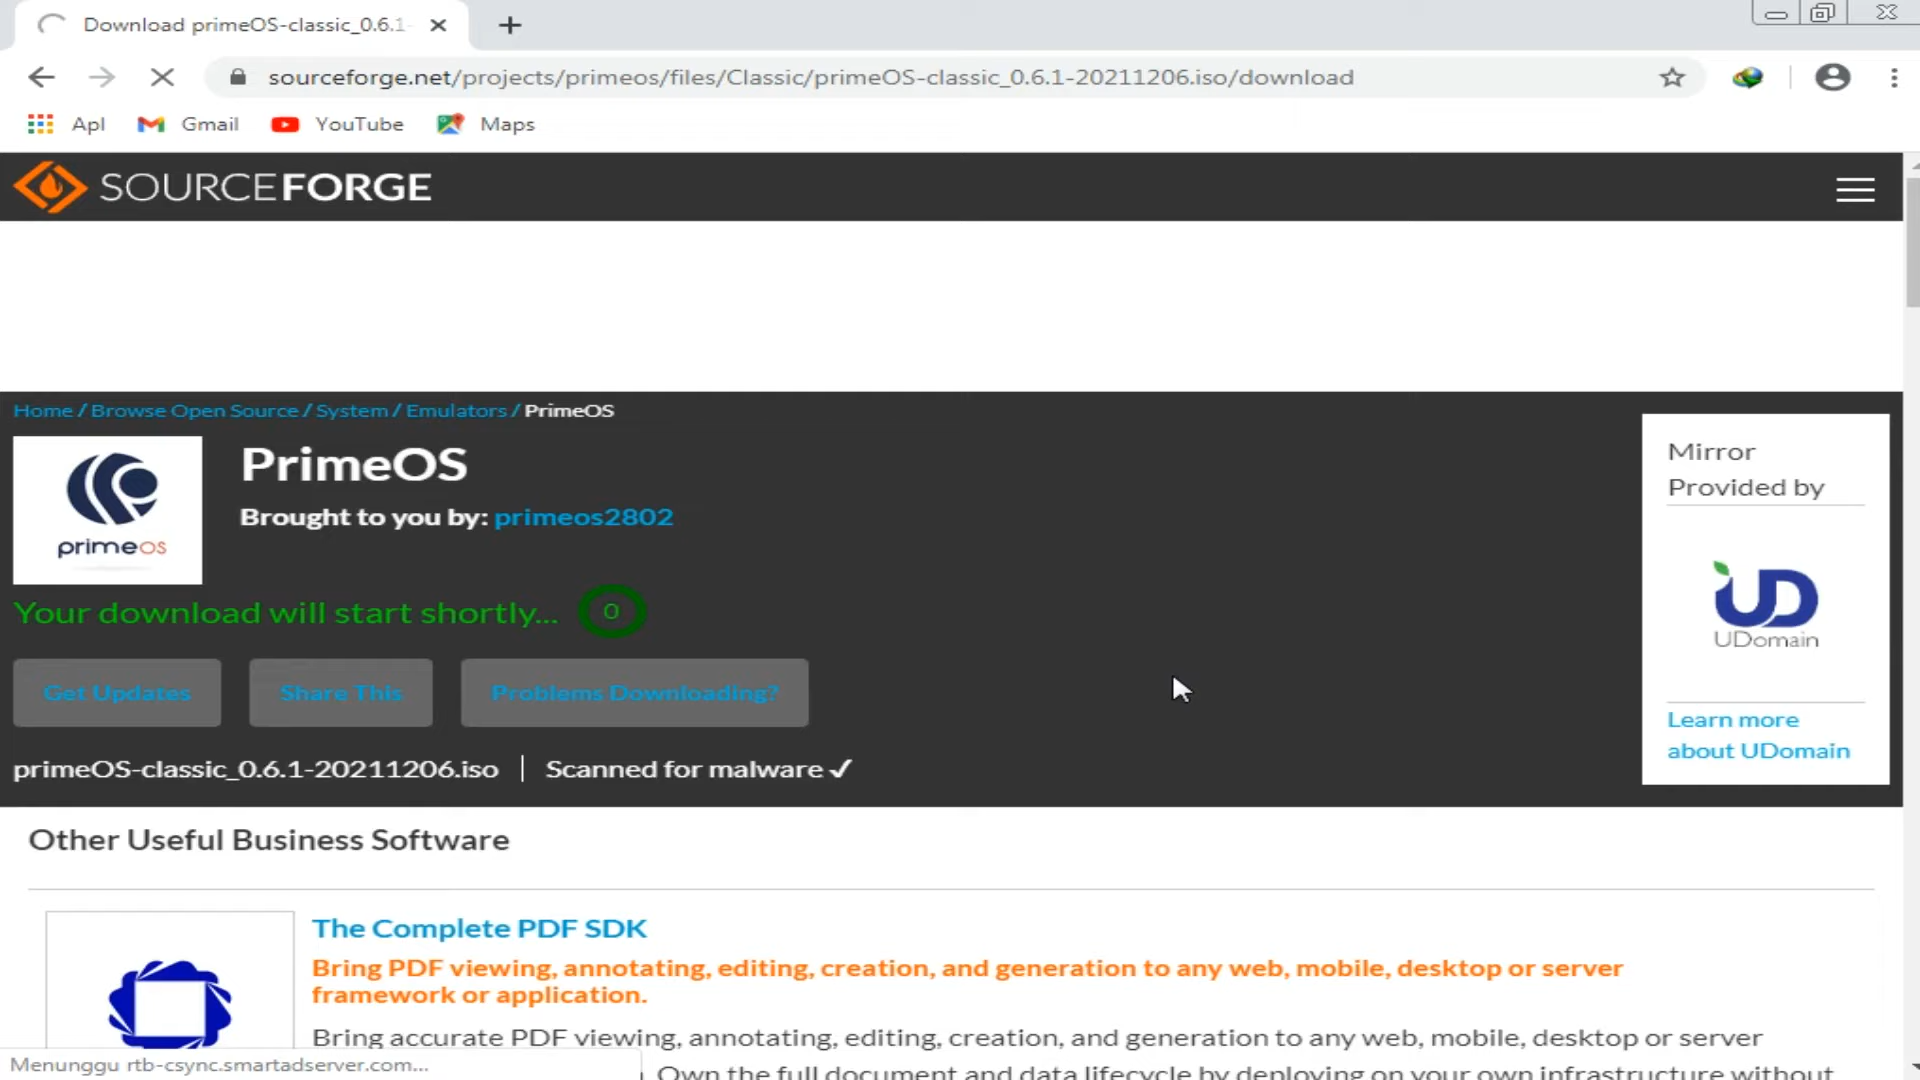 Download primeOS-classic_0.6.1-
sourceforge.net/projects/primeos/files/Classic/primeOS-classic_0.6.1-20211206.iso/download
Apl
Gmail
YouTube
Maps
SOURCEFORGE
Home / Browse Open Source / System / Emulators / PrimeOS
primeos
PrimeOS
Brought to you by: primeos2802
Your download will start shortly... 0
Get Updates
Share This
Problems Downloading?
primeOS-classic_0.6.1-20211206.iso | Scanned for malware ✓
Mirror
Provided by
UD
UDomain
Learn more
about UDomain
Other Useful Business Software
The Complete PDF SDK
Bring PDF viewing, annotating, editing, creation, and generation to any web, mobile, desktop or server
framework or application.
Bring accurate PDF viewing, annotating, editing, creation, and generation to any web, mobile, desktop or server
Own the full document and data lifecycle by deploying on your own infrastructure without
Menunggu rtb-csync.smartadserver.com...